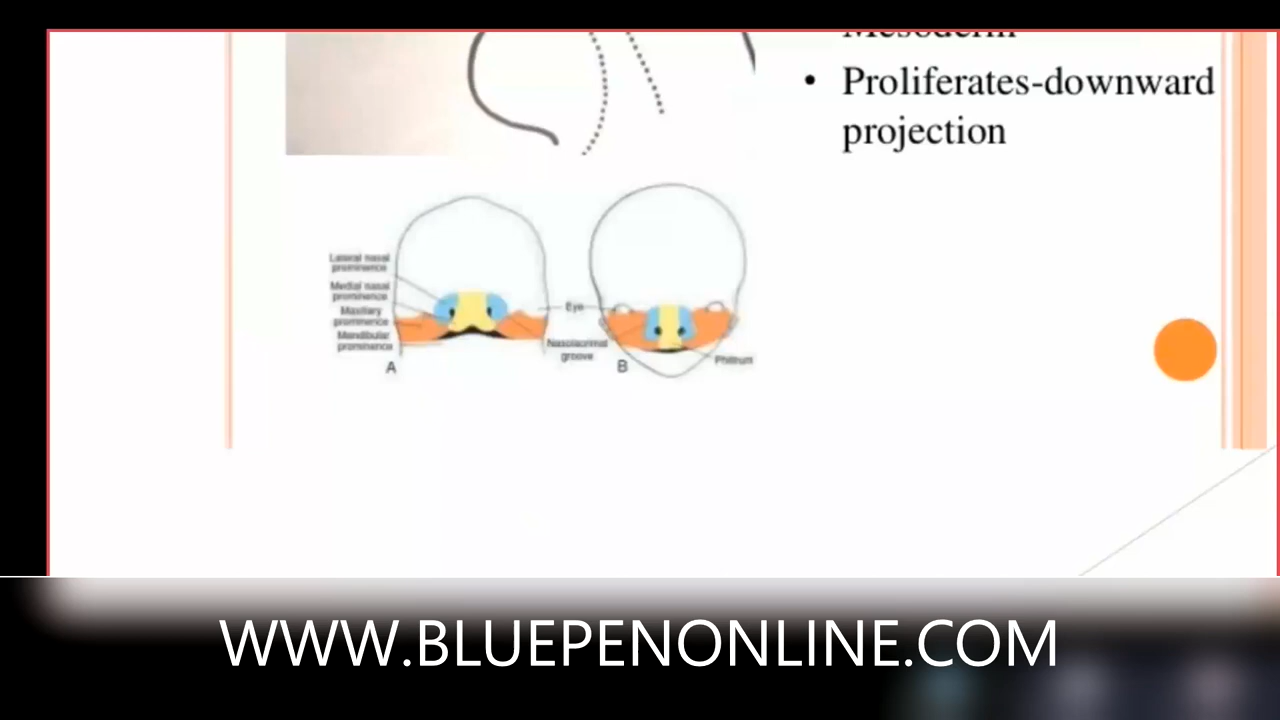 Mesoderm
• Proliferates-downward
projection
Lateral nasal
prominence
Medial nasal
prominence
Maxillary
prominence
Mandibular
prominence
A
Eye
Nasolacrimal
groove
B
Philtrum
WWW.BLUEPENONLINE.COM